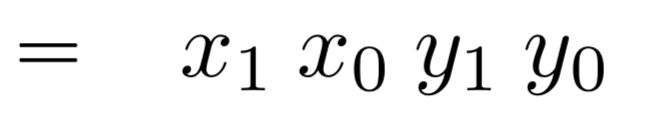 = x₁ x₀ y₁ y₀